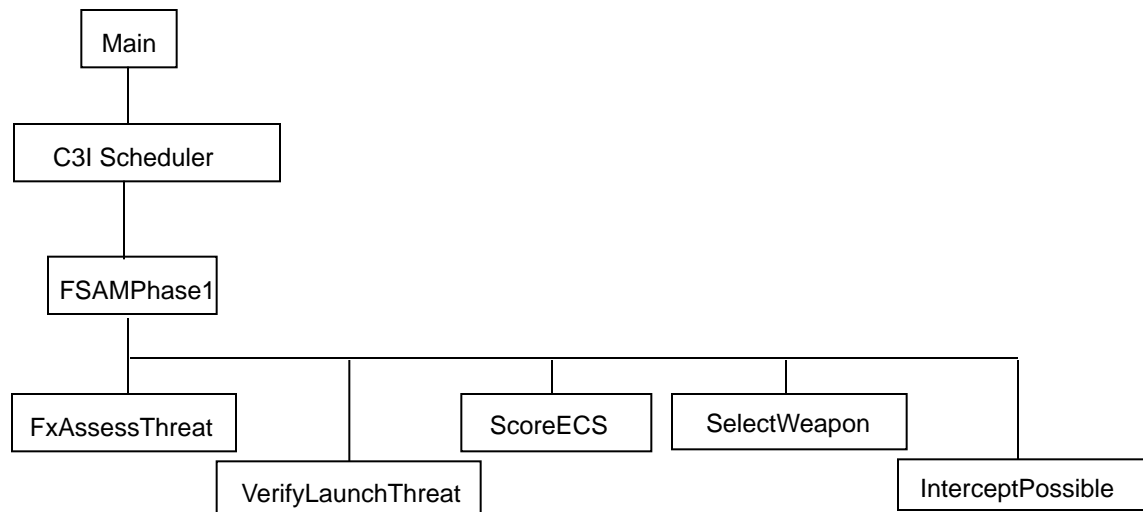 Main
C3I Scheduler
FSAMPhase1
FxAssessThreat
VerifyLaunchThreat
ScoreECS
SelectWeapon
InterceptPossible